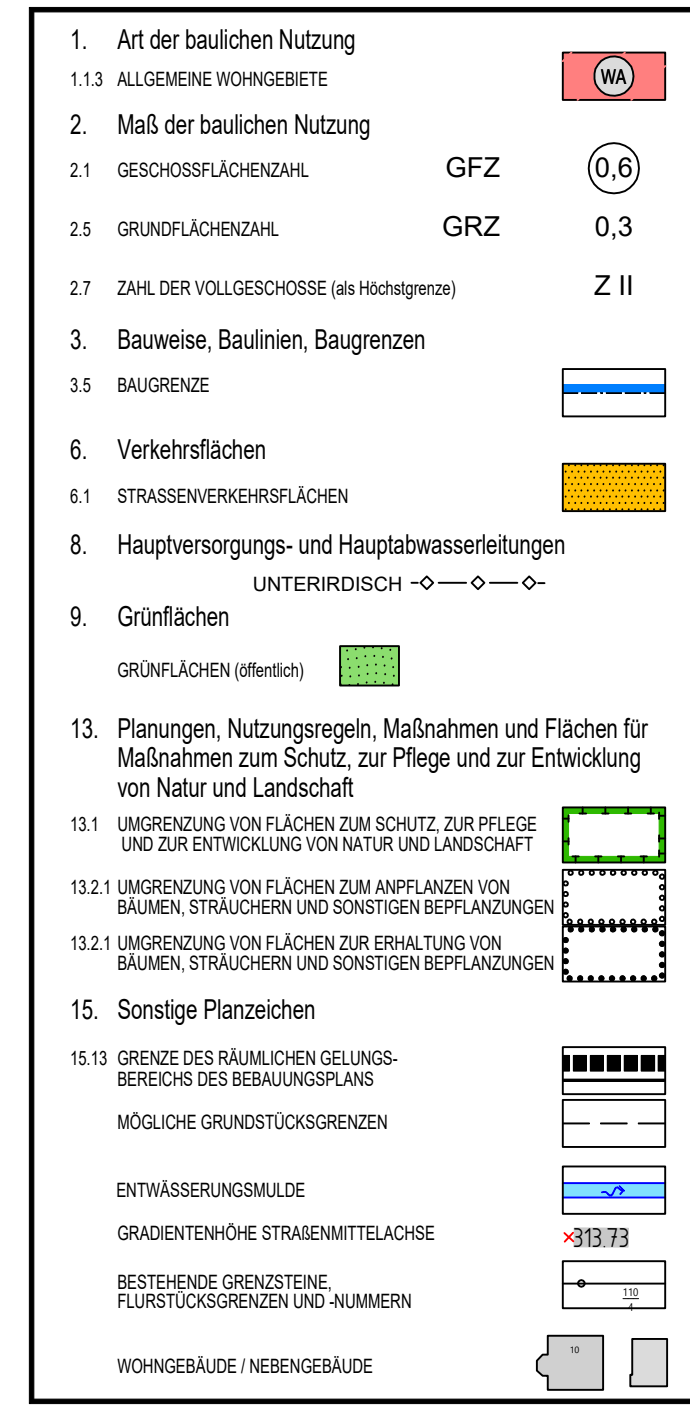 1. Art der baulichen Nutzung
1.1.3 ALLGEMEINE WOHNGEBIETE WA
2. Maß der baulichen Nutzung
2.1 GESCHOSSFLÄCHENZAHL GFZ 0,6
2.5 GRUNDFLÄCHENZAHL GRZ 0,3
2.7 ZAHL DER VOLLGESCHOSSE (als Höchstgrenze) Z II
3. Bauweise, Baulinien, Baugrenzen
3.5 BAUGRENZE
6. Verkehrsflächen
6.1 STRASSENVERKEHRSFLÄCHEN
8. Hauptversorgungs- und Hauptabwasserleitungen
UNTERIRDISCH
9. Grünflächen
GRÜNFLÄCHEN (öffentlich)
13. Planungen, Nutzungsregeln, Maßnahmen und Flächen für
Maßnahmen zum Schutz, zur Pflege und zur Entwicklung
von Natur und Landschaft
13.1 UMGRENZUNG VON FLÄCHEN ZUM SCHUTZ, ZUR PFLEGE
UND ZUR ENTWICKLUNG VON NATUR UND LANDSCHAFT
13.2.1 UMGRENZUNG VON FLÄCHEN ZUM ANPFLANZEN VON
BÄUMEN, STRÄUCHERN UND SONSTIGEN BEPFLANZUNGEN
13.2.1 UMGRENZUNG VON FLÄCHEN ZUR ERHALTUNG VON
BÄUMEN, STRÄUCHERN UND SONSTIGEN BEPFLANZUNGEN
15. Sonstige Planzeichen
15.13 GRENZE DES RÄUMLICHEN GELUNGS-
BEREICHS DES BEBAUUNGSPLANS
MÖGLICHE GRUNDSTÜCKSGRENZEN
ENTWÄSSERUNGSMULDE
GRADIENTENHÖHE STRAßENMITTELACHSE ×313.73
BESTEHENDE GRENZSTEINE,
FLURSTÜCKSGRENZEN UND -NUMMERN 110
4
WOHNGEBÄUDE / NEBENGEBÄUDE 10